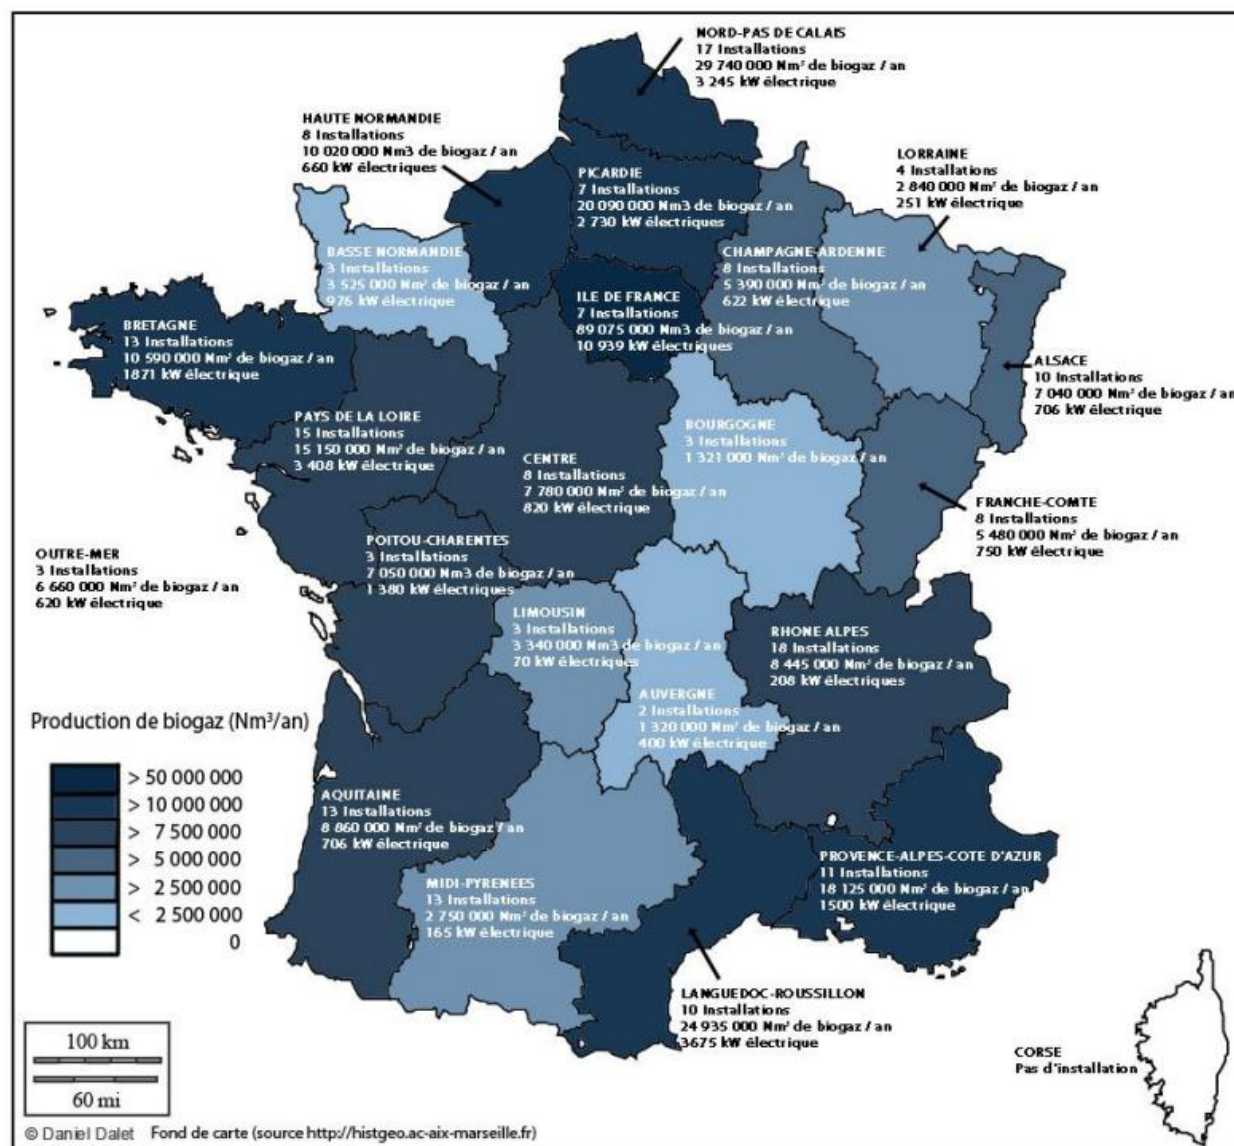 NORD-PAS DE CALAIS
17 Installations
29 740 000 Nm³ de biogaz / an
3 245 kW électrique
HAUTE NORMANDIE
8 Installations
10 020 000 Nm3 de biogaz / an
660 kW électriques
LORRAINE
4 Installations
2 840 000 Nm³ de biogaz / an
251 kW électrique
PICARDIE
7 Installations
20 090 000 Nm3 de biogaz / an
2 730 kW électriques
BASSE NORMANDIE
3 Installations
3 525 000 Nm³ de biogaz / an
976 kW électrique
CHAMPAGNE-ARDENNE
8 Installations
5 390 000 Nm³ de biogaz / an
622 kW électrique
ILE DE FRANCE
7 Installations
89 075 000 Nm3 de biogaz / an
10 939 kW électriques
BRETAGNE
13 Installations
10 590 000 Nm³ de biogaz / an
1871 kW électrique
ALSACE
10 Installations
7 040 000 Nm³ de biogaz / an
706 kW électrique
PAYS DE LA LOIRE
15 Installations
15 150 000 Nm³ de biogaz / an
3 408 kW électrique
BOURGOGNE
3 Installations
1 321 000 Nm³ de biogaz / an
CENTRE
8 Installations
7 780 000 Nm³ de biogaz / an
820 kW électrique
FRANCHE-COMTE
8 Installations
5 480 000 Nm³ de biogaz / an
750 kW électrique
POITOU-CHARENTES
3 Installations
7 050 000 Nm3 de biogaz / an
1 380 kW électriques
OUTRE-MER
3 Installations
6 660 000 Nm³ de biogaz / an
620 kW électrique
LIMOUSIN
3 Installations
3 340 000 Nm3 de biogaz / an
70 kW électriques
RHONE ALPES
18 Installations
8 445 000 Nm³ de biogaz / an
208 kW électriques
AUVERGNE
2 Installations
1 320 000 Nm³ de biogaz / an
400 kW électrique
Production de biogaz (Nm³/an)
> 50 000 000
> 10 000 000
> 7 500 000
> 5 000 000
> 2 500 000
< 2 500 000
0
AQUITAINE
13 Installations
8 860 000 Nm³ de biogaz / an
706 kW électrique
PROVENCE-ALPES-COTE D'AZUR
11 Installations
18 125 000 Nm³ de biogaz / an
1500 kW électrique
MIDI-PYRENEES
13 Installations
2 750 000 Nm³ de biogaz / an
165 kW électrique
LANGUEDOC-ROUSSILLON
10 Installations
24 935 000 Nm³ de biogaz / an
3675 kW électrique
CORSE
Pas d'installation
100 km
60 mi
© Daniel Dalet Fond de carte (source http://histgeo.ac-aix-marseille.fr)